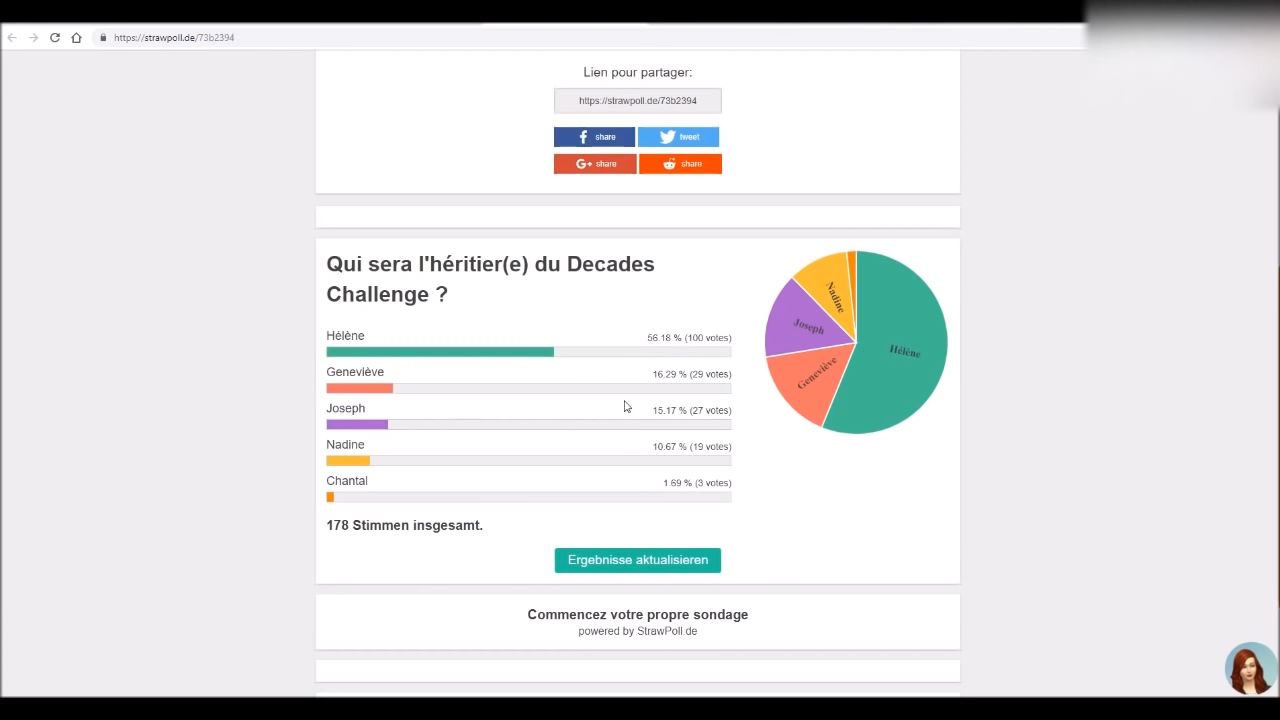 https://strawpoll.de/73b2394
Lien pour partager:
https://strawpoll.de/73b2394
share
tweet
G+ share
share
Qui sera l'héritier(e) du Decades
Challenge ?
Hélène 56.18 % (100 votes)
Geneviève 16.29 % (29 votes)
Joseph 15.17 % (27 votes)
Nadine 10.67 % (19 votes)
Chantal 1.69 % (3 votes)
178 Stimmen insgesamt.
Nadine
Joseph
Hélène
Geneviève
Ergebnisse aktualisieren
Commencez votre propre sondage
powered by StrawPoll.de